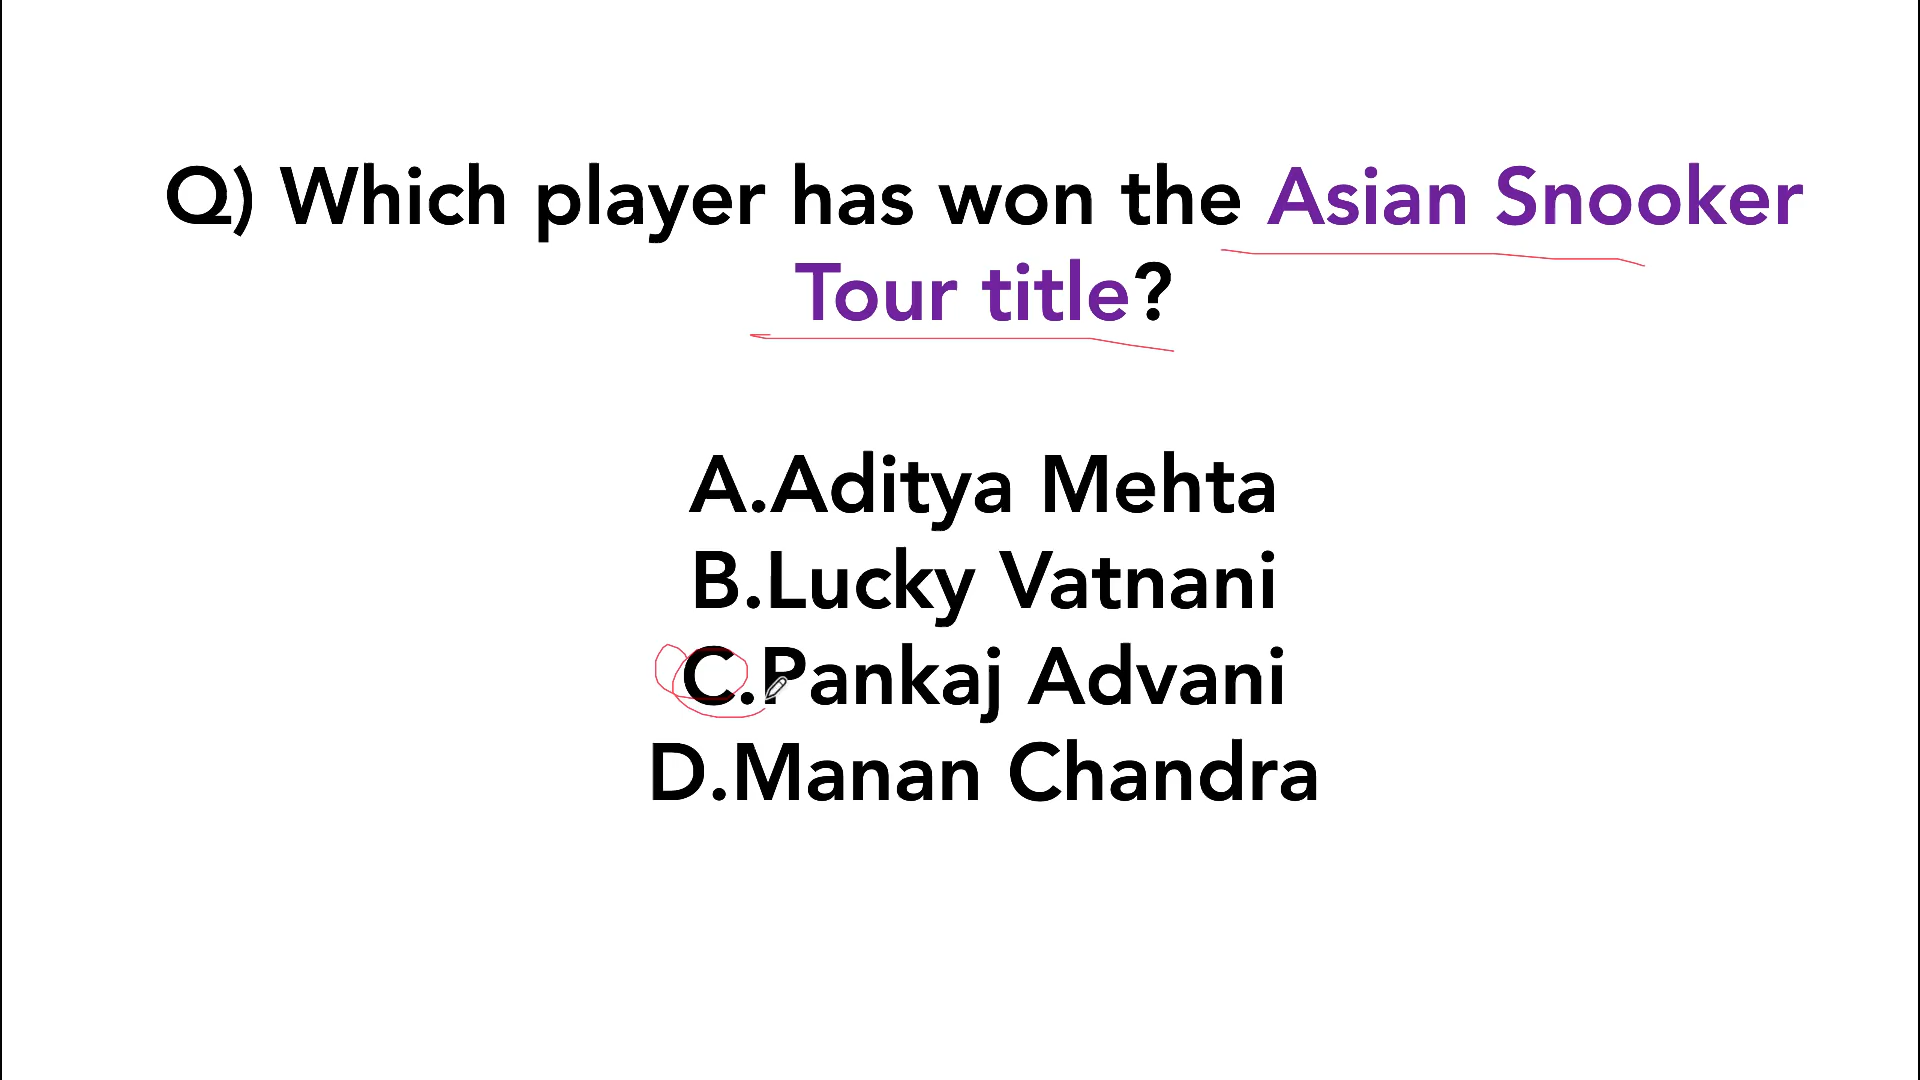 Q) Which player has won the Asian Snooker
Tour title?
A.Aditya Mehta
B.Lucky Vatnani
C.Pankaj Advani
D.Manan Chandra